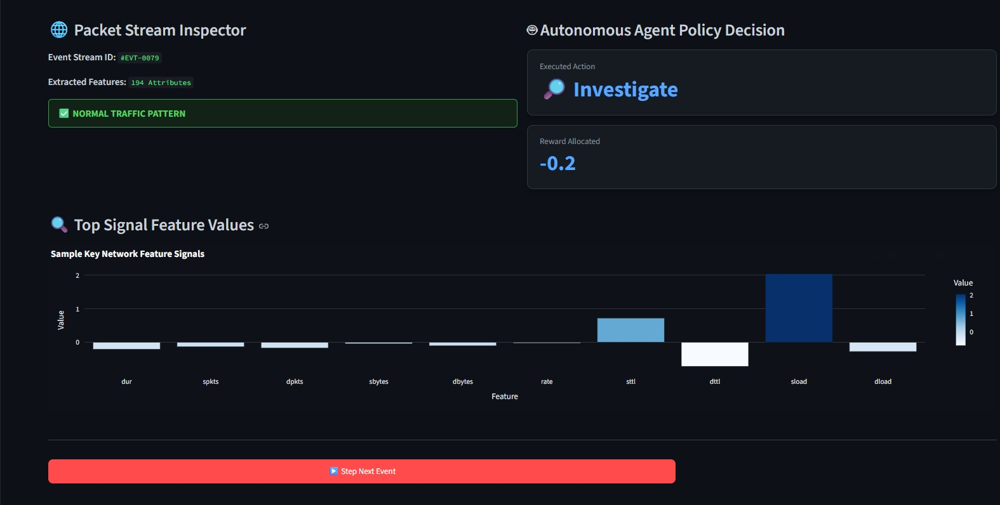 Packet Stream Inspector
Event Stream ID: #EVT-0079
Extracted Features: 194 Attributes
NORMAL TRAFFIC PATTERN
Autonomous Agent Policy Decision
Executed Action
Investigate
Reward Allocated
-0.2
Top Signal Feature Values
Sample Key Network Feature Signals
2
1
0
Value
dur spkts dpkts sbytes dbytes rate sttl dttl sload dload
Feature
Value
2
1
0
Step Next Event